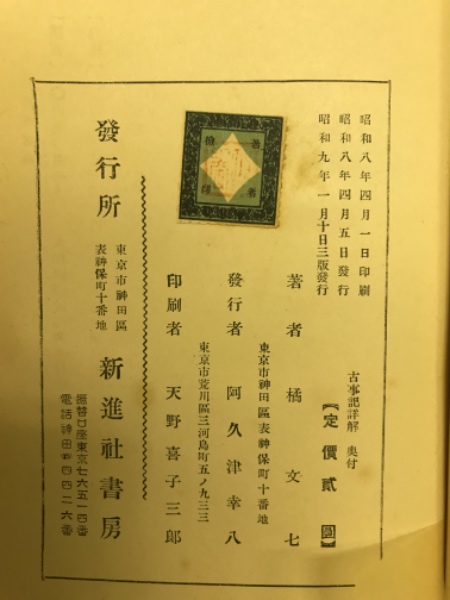 昭和八年四月一日印刷
昭和八年四月五日發行
昭和九年一月十日三版發行
古事記詳解 奥付
【定價貳圓】
著者 橘文七
東京市神田區表神保町十番地
發行者 阿久津幸八
東京市荒川區三河島町五ノ九三三
印刷者 天野喜子三郎
著者檢
發行所
東京市神田區
表神保町十番地
新進社書房
振替口座東京七六五一四番
電話神田四四二六番